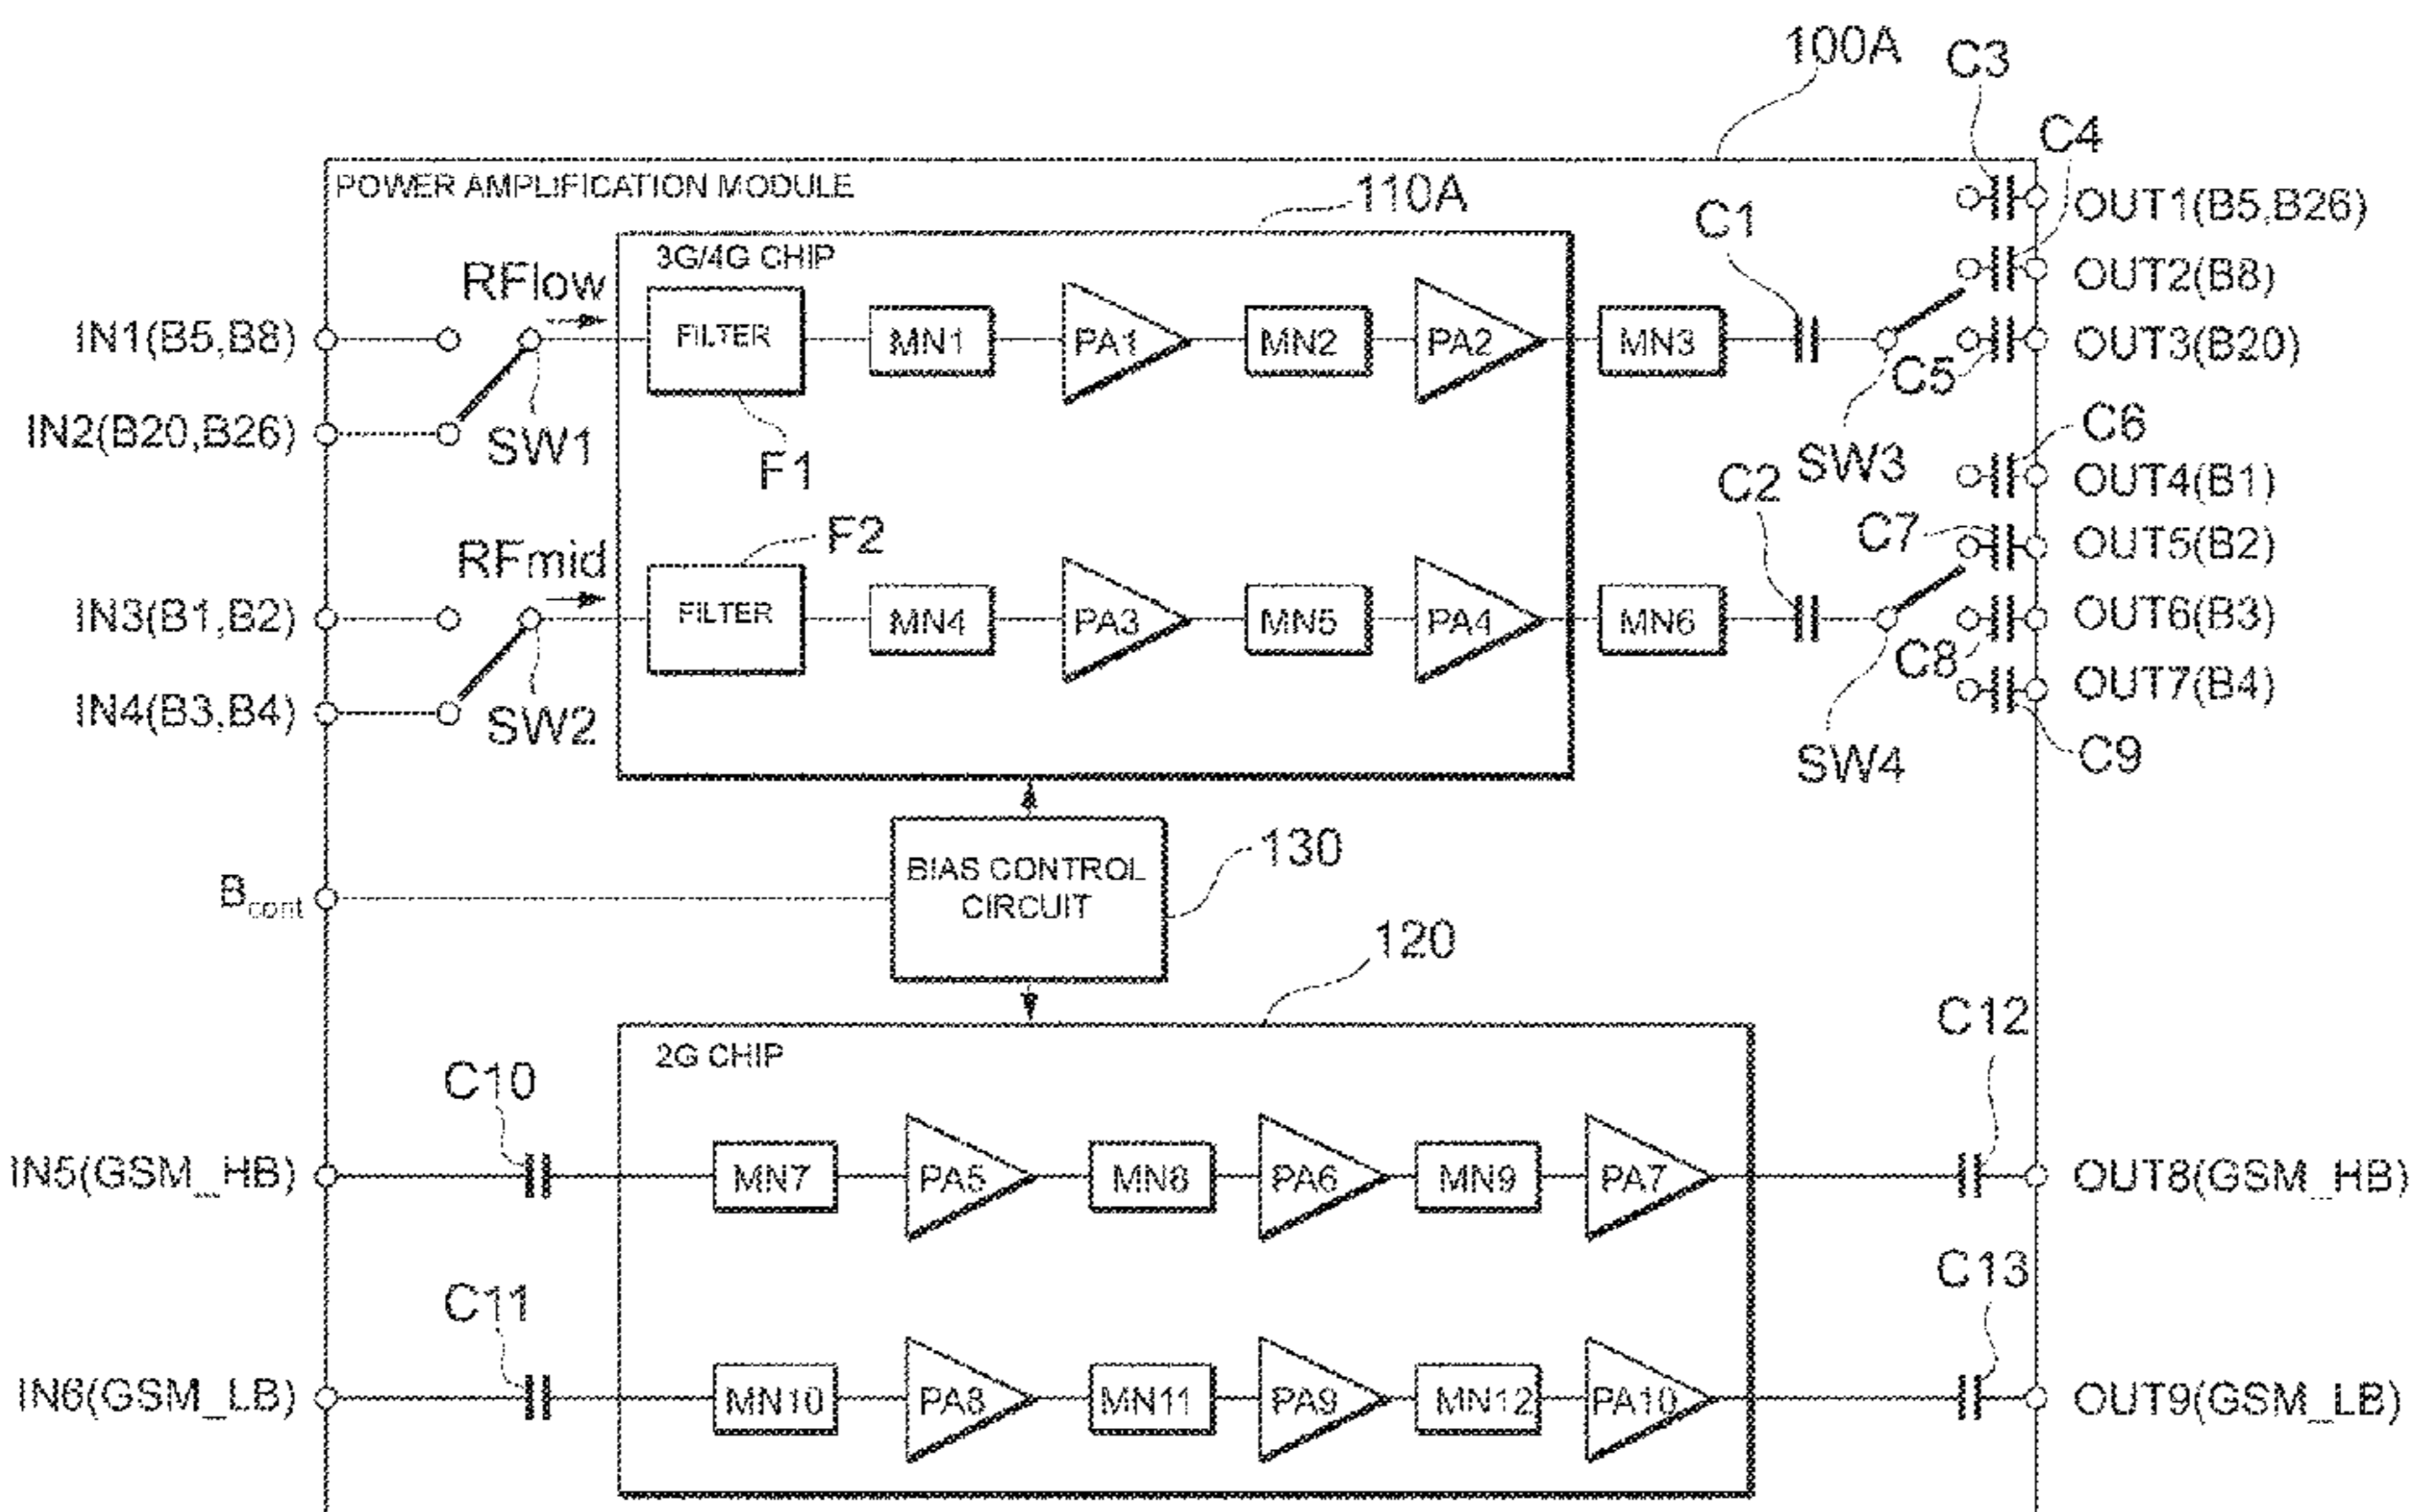 100A
C3
C4
POWER AMPLIFICATION MODULE
110A
C1
OUT1(B5,B26)
3G/4G CHIP
RFlow
OUT2(B8)
IN1(B5,B8)
FILTER
MN1
PA1
MN2
PA2
MN3
OUT3(B20)
C5
IN2(B20,B26)
SW1
F1
C6
SW3
C2
OUT4(B1)
F2
C7
RFmid
OUT5(B2)
IN3(B1,B2)
FILTER
MN4
PA3
MN5
PA4
MN6
OUT6(B3)
C8
IN4(B3,B4)
SW2
OUT7(B4)
SW4
C9
BIAS CONTROL
CIRCUIT
130
Bcont
120
2G CHIP
C10
C12
IN5(GSM_HB)
MN7
PA5
MN8
PA6
MN9
PA7
OUT8(GSM_HB)
C11
C13
IN6(GSM_LB)
MN10
PA8
MN11
PA9
MN12
PA10
OUT9(GSM_LB)